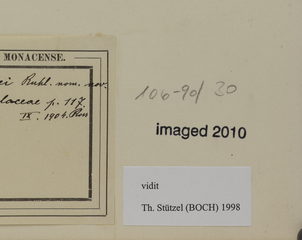 MONACENSE.
ei Ruhl. nom. nov.
laceae p. 117.
IX. 1904.
106-90/ 30
imaged 2010
vidit
Th. Stützel (BOCH) 1998